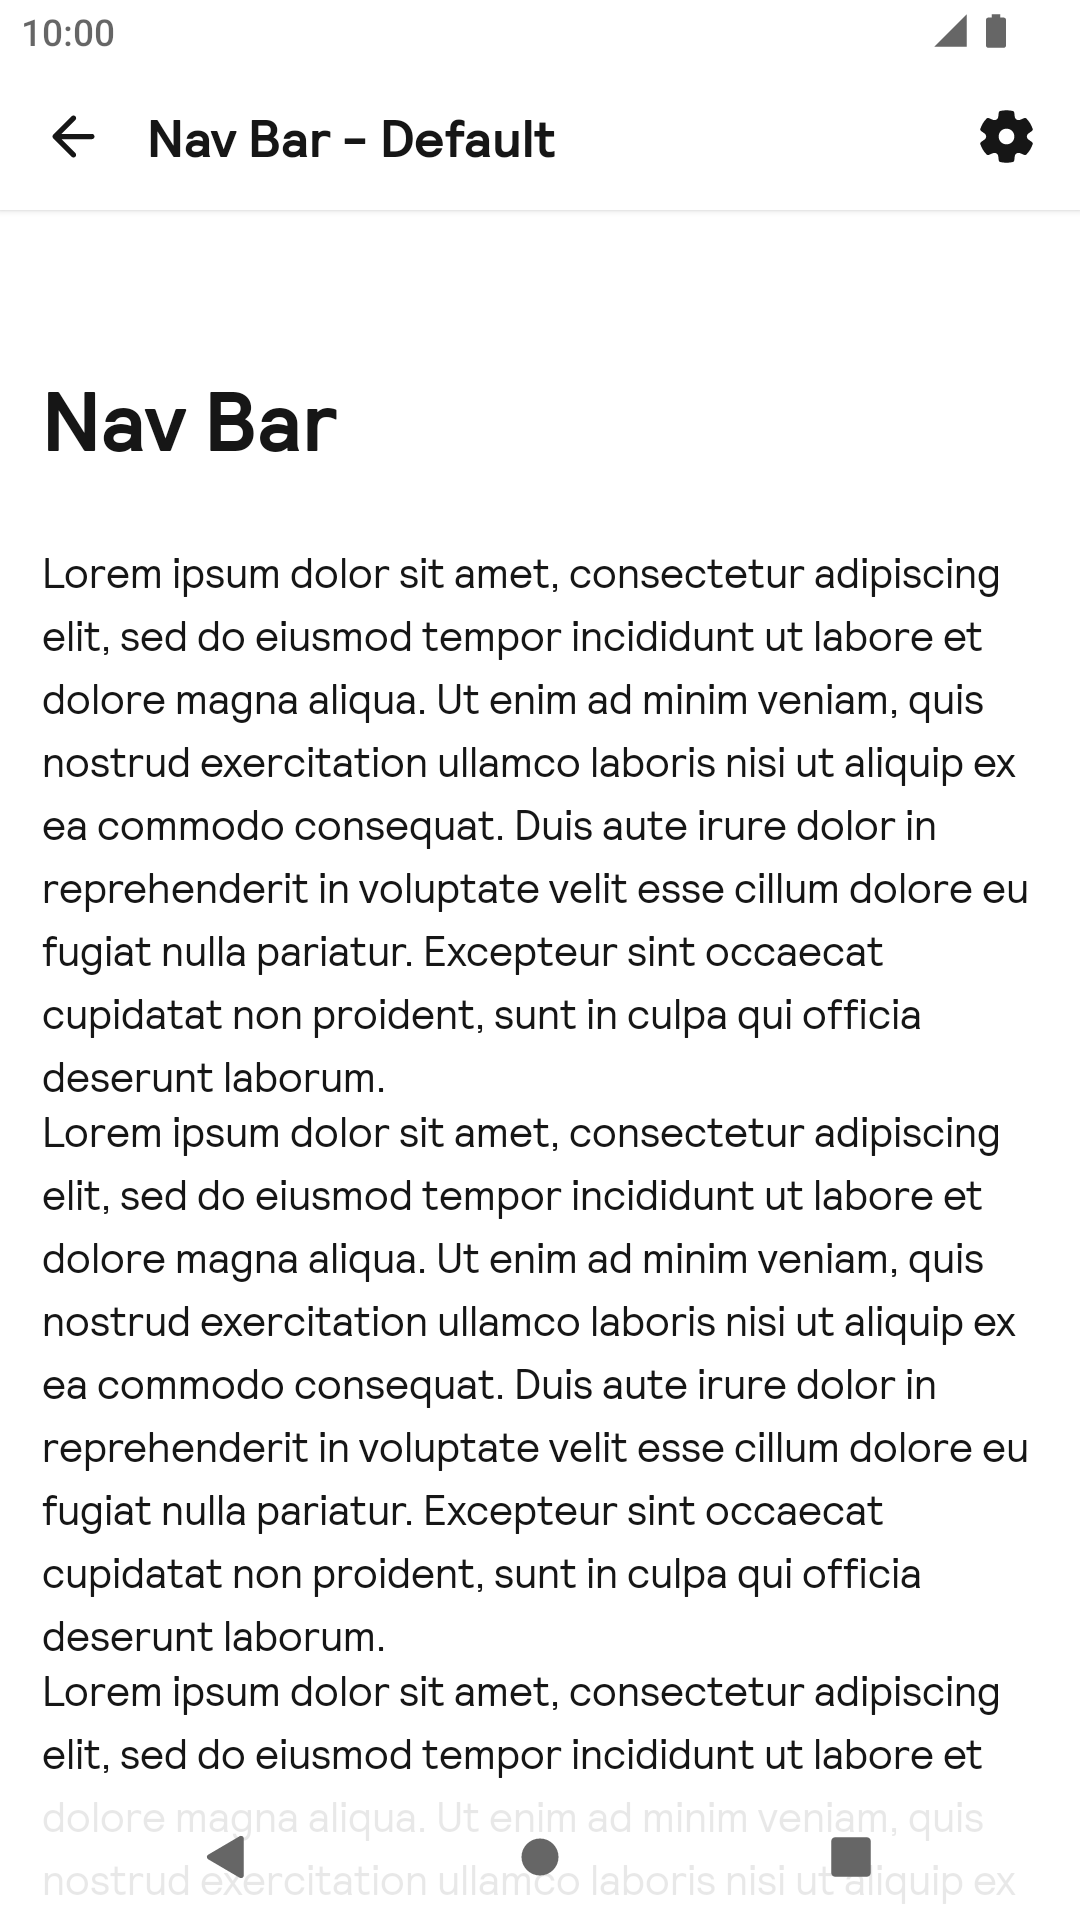 10:00
Nav Bar – Default
Nav Bar
Lorem ipsum dolor sit amet, consectetur adipiscing
elit, sed do eiusmod tempor incididunt ut labore et
dolore magna aliqua. Ut enim ad minim veniam, quis
nostrud exercitation ullamco laboris nisi ut aliquip ex
ea commodo consequat. Duis aute irure dolor in
reprehenderit in voluptate velit esse cillum dolore eu
fugiat nulla pariatur. Excepteur sint occaecat
cupidatat non proident, sunt in culpa qui officia
deserunt laborum.
Lorem ipsum dolor sit amet, consectetur adipiscing
elit, sed do eiusmod tempor incididunt ut labore et
dolore magna aliqua. Ut enim ad minim veniam, quis
nostrud exercitation ullamco laboris nisi ut aliquip ex
ea commodo consequat. Duis aute irure dolor in
reprehenderit in voluptate velit esse cillum dolore eu
fugiat nulla pariatur. Excepteur sint occaecat
cupidatat non proident, sunt in culpa qui officia
deserunt laborum.
Lorem ipsum dolor sit amet, consectetur adipiscing
elit, sed do eiusmod tempor incididunt ut labore et
dolore magna aliqua. Ut enim ad minim veniam, quis
nostrud exercitation ullamco laboris nisi ut aliquip ex